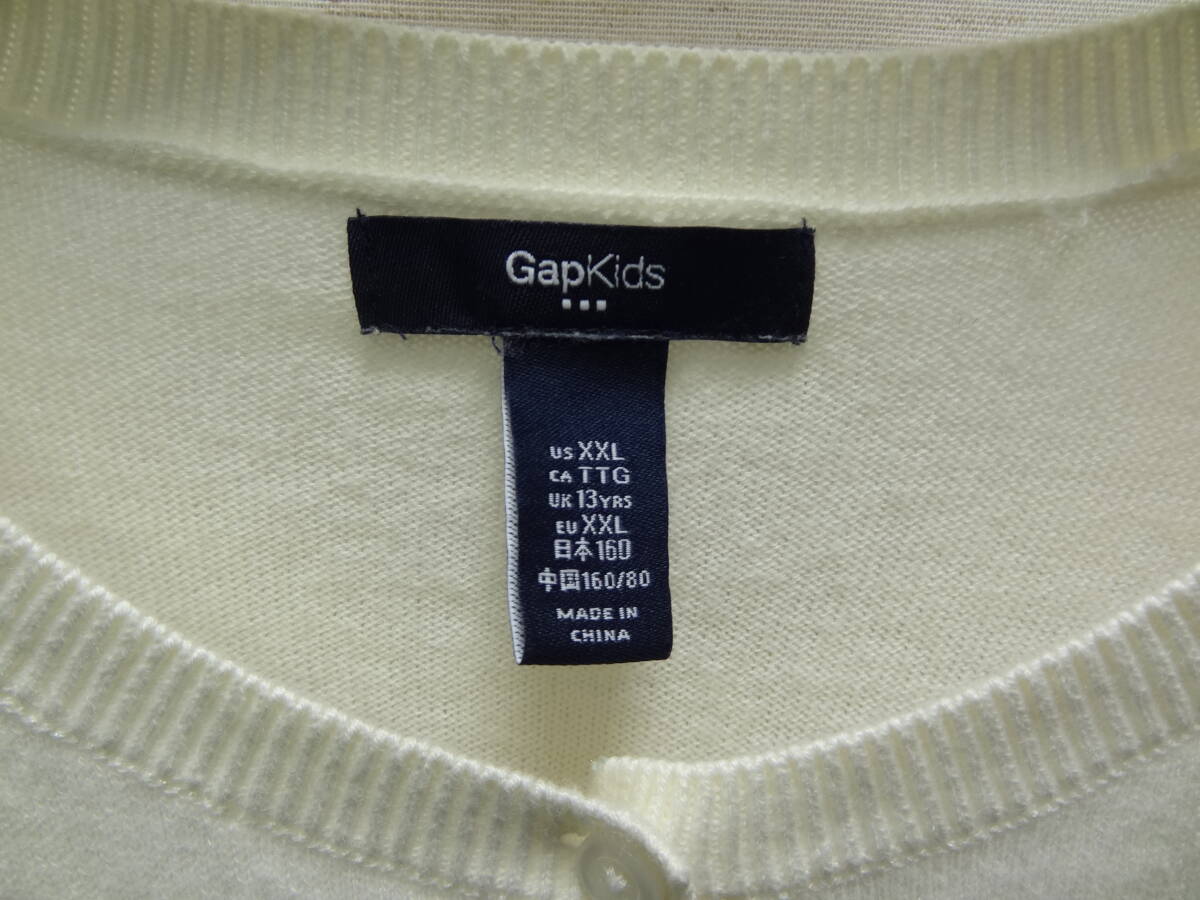 GapKids
US XXL
CA TTG
UK 13YRS
EU XXL
日本160
中国160/80
MADE IN
CHINA